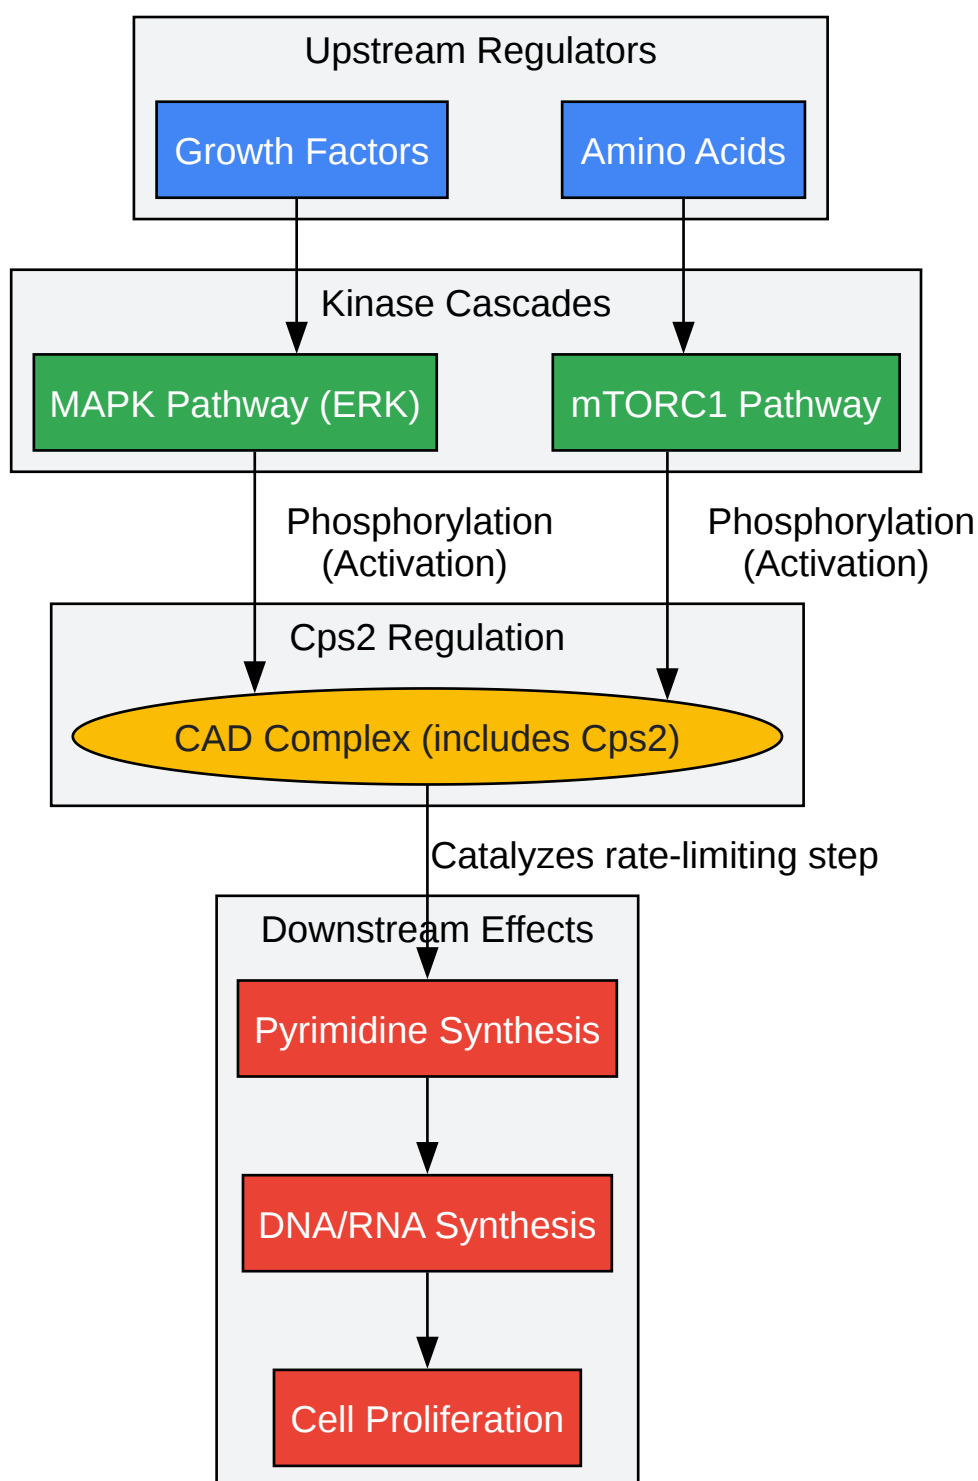 Upstream Regulators
Growth Factors
Amino Acids
Kinase Cascades
MAPK Pathway (ERK)
mTORC1 Pathway
Phosphorylation
(Activation)
Phosphorylation
(Activation)
Cps2 Regulation
CAD Complex (includes Cps2)
Catalyzes rate-limiting step
Downstream Effects
Pyrimidine Synthesis
DNA/RNA Synthesis
Cell Proliferation